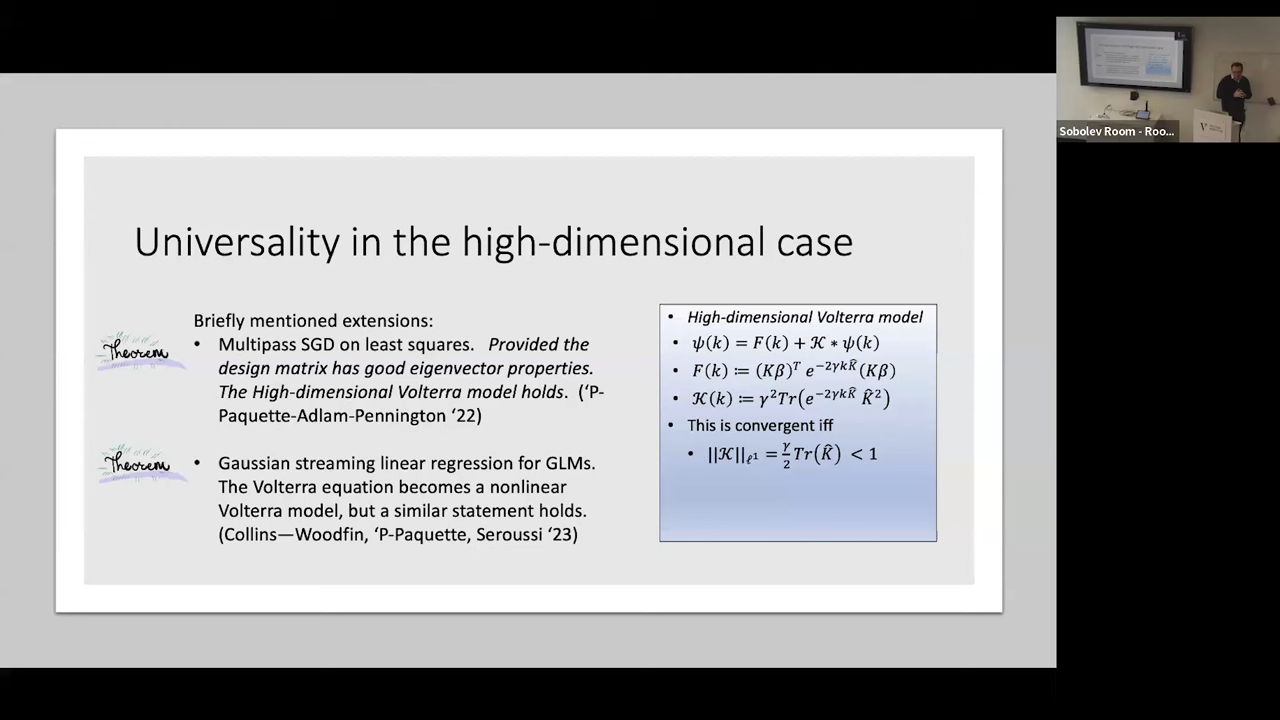 Universality in the high-dimensional case
Briefly mentioned extensions:
Theorem
• Multipass SGD on least squares. Provided the
design matrix has good eigenvector properties.
The High-dimensional Volterra model holds. (‘P-
Paquette-Adlam-Pennington ‘22)
Theorem
• Gaussian streaming linear regression for GLMs.
The Volterra equation becomes a nonlinear
Volterra model, but a similar statement holds.
(Collins—Woodfin, ‘P-Paquette, Seroussi ‘23)
• High-dimensional Volterra model
• ψ(k) = F(k) + 𝒦 ∗ ψ(k)
• F(k) ≔ (Kβ)ᵀ e^{−2γkK̂}(Kβ)
• 𝒦(k) ≔ γ²Tr(e^{−2γkK̂} K̂²)
• This is convergent iff
• ||𝒦||_{ℓ¹} = γ/2 Tr(K̂) < 1
Sobolev Room - Roo...